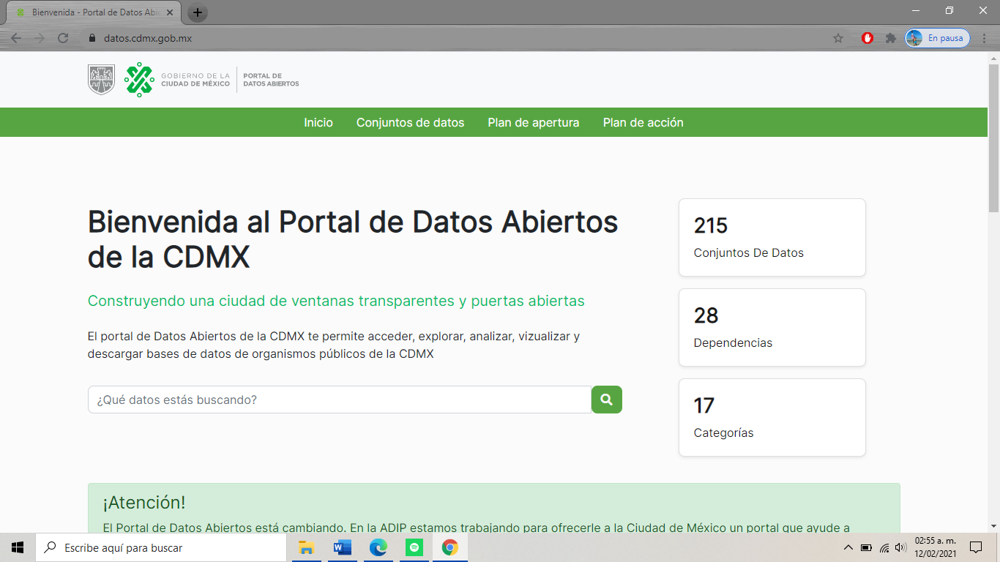 Bienvenida - Portal de Datos Abi
datos.cdmx.gob.mx
En pausa
GOBIERNO DE LA
CIUDAD DE MÉXICO
PORTAL DE
DATOS ABIERTOS
Inicio Conjuntos de datos Plan de apertura Plan de acción
Bienvenida al Portal de Datos Abiertos
de la CDMX
Construyendo una ciudad de ventanas transparentes y puertas abiertas
El portal de Datos Abiertos de la CDMX te permite acceder, explorar, analizar, vizualizar y
descargar bases de datos de organismos públicos de la CDMX
¿Qué datos estás buscando?
215
Conjuntos De Datos
28
Dependencias
17
Categorías
¡Atención!
El Portal de Datos Abiertos está cambiando. En la ADIP estamos trabajando para ofrecerle a la Ciudad de México un portal que ayude a
Escribe aquí para buscar
02:55 a. m.
12/02/2021